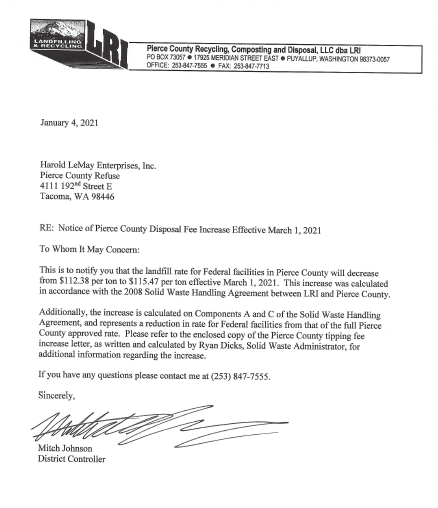 LANDFILLING
& RECYCLING
LRI
Pierce County Recycling, Composting and Disposal, LLC dba LRI
PO BOX 73057 ● 17925 MERIDIAN STREET EAST ● PUYALLUP, WASHINGTON 98373-0057
OFFICE: 253-847-7555 ● FAX: 253-847-7713
January 4, 2021
Harold LeMay Enterprises, Inc.
Pierce County Refuse
4111 192nd Street E
Tacoma, WA 98446
RE: Notice of Pierce County Disposal Fee Increase Effective March 1, 2021
To Whom It May Concern:
This is to notify you that the landfill rate for Federal facilities in Pierce County will decrease
from $112.38 per ton to $115.47 per ton effective March 1, 2021. This increase was calculated
in accordance with the 2008 Solid Waste Handling Agreement between LRI and Pierce County.
Additionally, the increase is calculated on Components A and C of the Solid Waste Handling
Agreement, and represents a reduction in rate for Federal facilities from that of the full Pierce
County approved rate. Please refer to the enclosed copy of the Pierce County tipping fee
increase letter, as written and calculated by Ryan Dicks, Solid Waste Administrator, for
additional information regarding the increase.
If you have any questions please contact me at (253) 847-7555.
Sincerely,
Mitch Johnson
District Controller